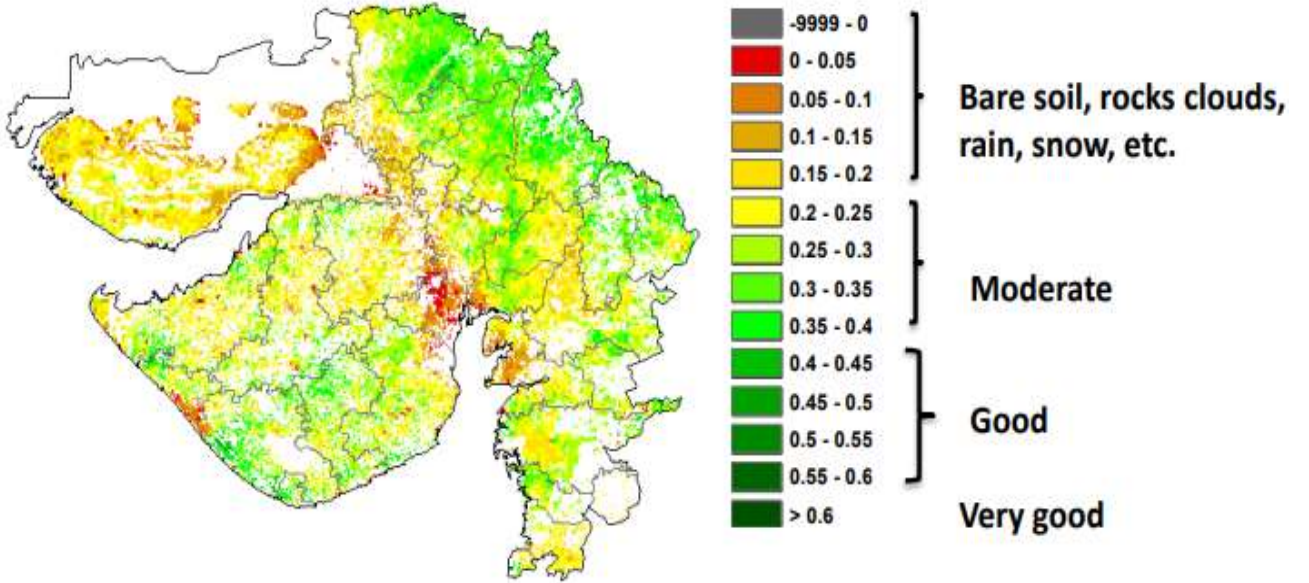 -9999 - 0
0 - 0.05
0.05 - 0.1
0.1 - 0.15
0.15 - 0.2
0.2 - 0.25
0.25 - 0.3
0.3 - 0.35
0.35 - 0.4
0.4 - 0.45
0.45 - 0.5
0.5 - 0.55
0.55 - 0.6
> 0.6
Bare soil, rocks clouds,
rain, snow, etc.
Moderate
Good
Very good